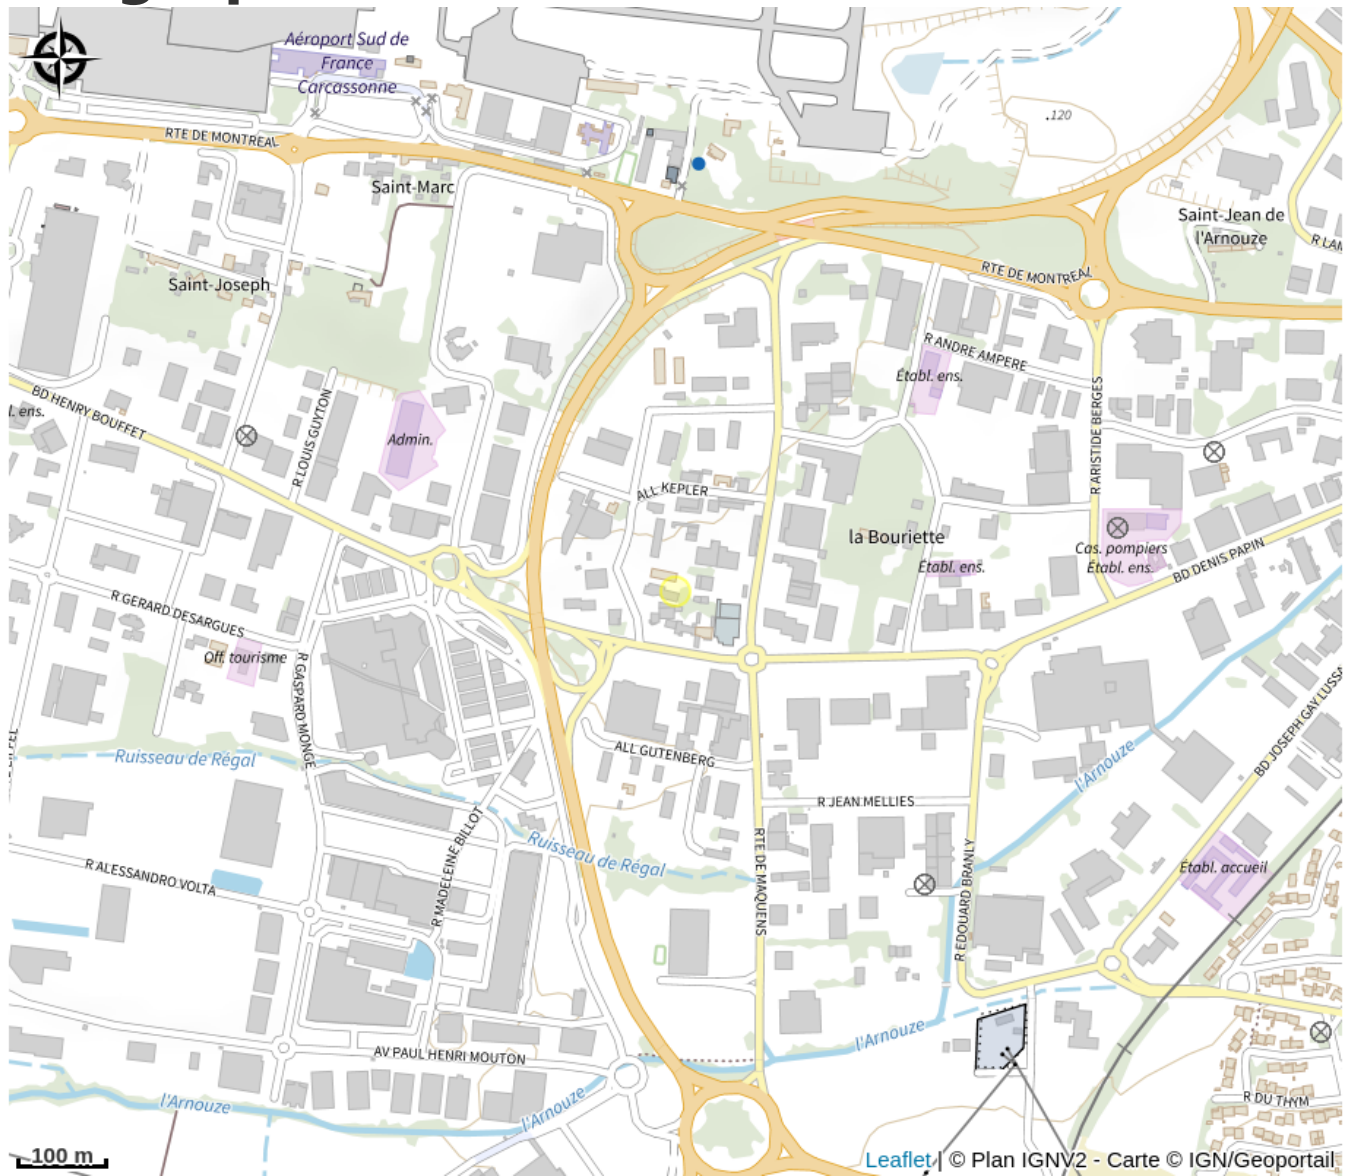 Aéroport Sud de
France
Carcassonne
.120
RTE DE MONTREAL
Saint-Marc
Saint-Jean de
l'Arnouze
R LAN
RTE DE MONTREAL
Saint-Joseph
R ANDRE AMPERE
Établ. ens.
BD HENRY BOUFFET
l. ens.
R LOUIS GUYTON
Admin.
R ARISTIDE BERGES
ALL KEPLER
la Bouriette
Cas. pompiers
Établ. ens.
Établ. ens.
BD DENIS PAPIN
R GERARD DESARGUES
Off. tourisme
R GASPARD MONGE
BD JOSEPH GAY LUSSA
Ruisseau de Régal
ALL GUTENBERG
l'Arnouze
R JEAN MELLIES
R MADELEINE BILLOT
Ruisseau de Régal
RTE DE MAQUENS
R EDOUARD BRANLY
Établ. accueil
R ALESSANDRO VOLTA
l'Arnouze
AV PAUL HENRI MOUTON
l'Arnouze
l'Arnouze
R DU THYM
100 m
Leaflet | © Plan IGNV2 - Carte © IGN/Geoportail